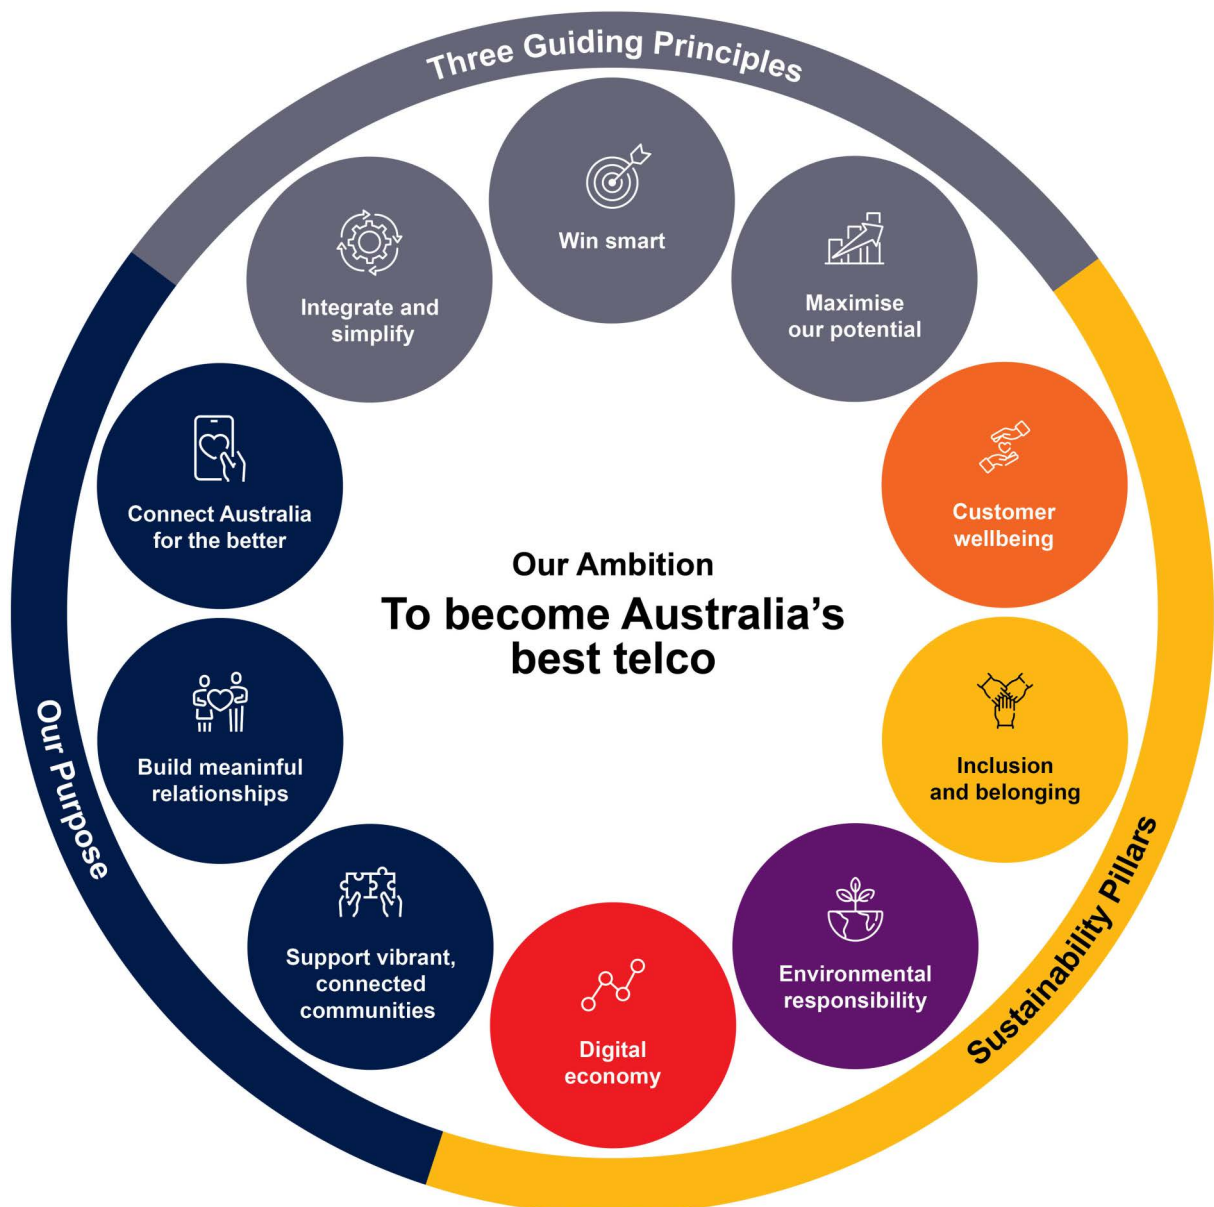 Three Guiding Principles
Integrate and
simplify
Win smart
Maximise
our potential
Connect Australia
for the better
Customer
wellbeing
Our Ambition
To become Australia’s
best telco
Our Purpose
Build meaninful
relationships
Inclusion
and belonging
Sustainability Pillars
Support vibrant,
connected
communities
Digital
economy
Environmental
responsibility